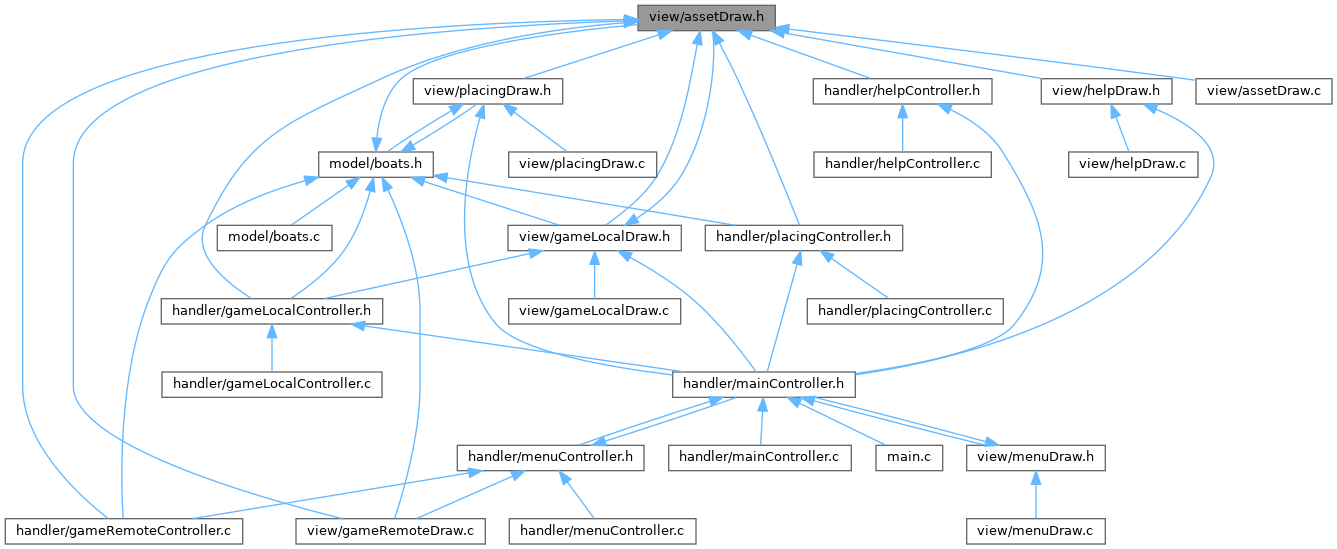 view/assetDraw.h
view/placingDraw.h
handler/helpController.h
view/helpDraw.h
view/assetDraw.c
model/boats.h
view/placingDraw.c
handler/helpController.c
view/helpDraw.c
model/boats.c
view/gameLocalDraw.h
handler/placingController.h
handler/gameLocalController.h
view/gameLocalDraw.c
handler/placingController.c
handler/gameLocalController.c
handler/mainController.h
handler/menuController.h
handler/mainController.c
main.c
view/menuDraw.h
handler/gameRemoteController.c
view/gameRemoteDraw.c
handler/menuController.c
view/menuDraw.c